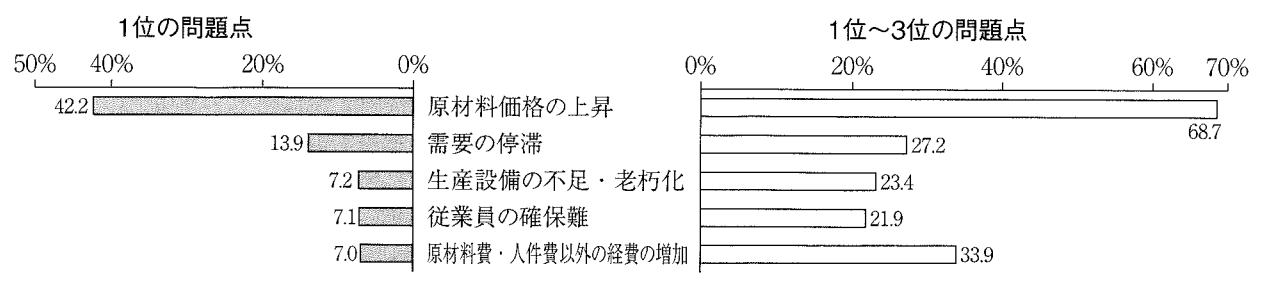 1位の問題点
1位～3位の問題点
50% 40% 20% 0%
0% 20% 40% 60% 70%
42.2 原材料価格の上昇 68.7
13.9 需要の停滞 27.2
7.2 生産設備の不足・老朽化 23.4
7.1 従業員の確保難 21.9
7.0 原材料費・人件費以外の経費の増加 33.9